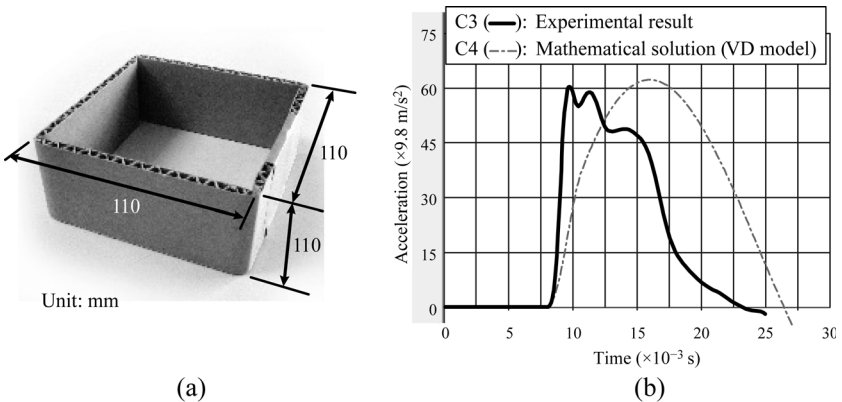 110
110
110
Unit: mm
(a)
C3 (—): Experimental result
C4 (-·-): Mathematical solution (VD model)
Acceleration (×9.8 m/s²)
75
60
45
30
15
0
0 5 10 15 20 25 30
Time (×10⁻³ s)
(b)